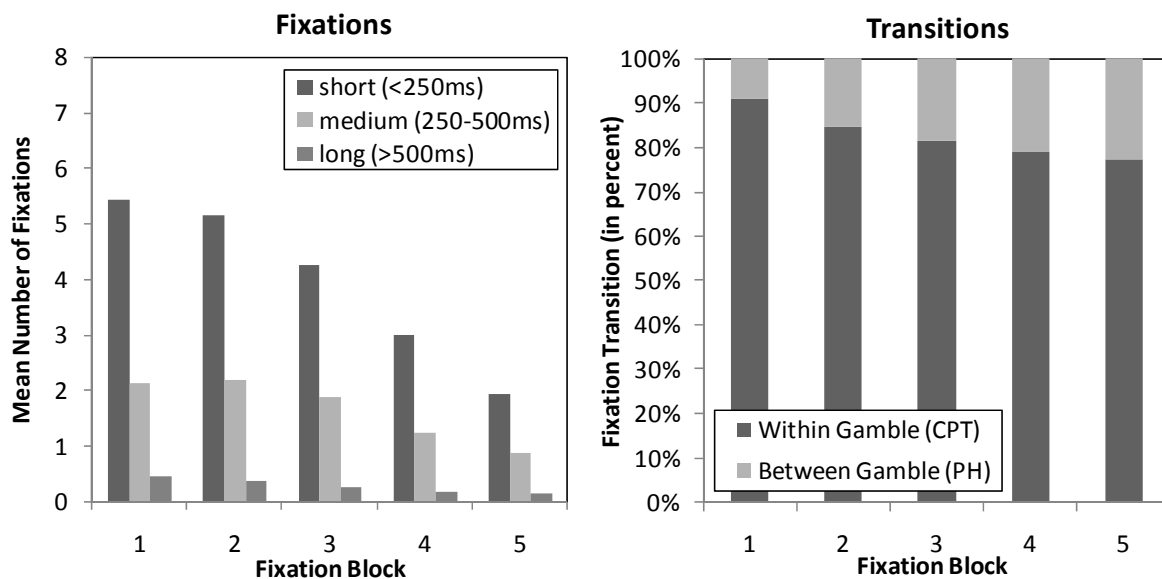 Fixations
8
7
6
5
4
3
2
1
0
Mean Number of Fixations
short (<250ms)
medium (250-500ms)
long (>500ms)
1 2 3 4 5
Fixation Block
Transitions
100%
90%
80%
70%
60%
50%
40%
30%
20%
10%
0%
Fixation Transition (in percent)
Within Gamble (CPT)
Between Gamble (PH)
1 2 3 4 5
Fixation Block